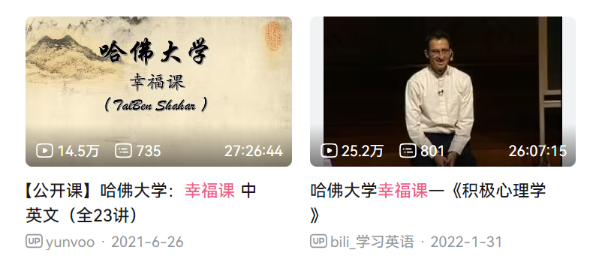 哈佛大学
幸福课
(TalBen Shahar)
14.5万 735 27:26:44
【公开课】哈佛大学：幸福课 中
英文（全23讲）
UP yunvoo · 2021-6-26
25.2万 801 26:07:15
哈佛大学幸福课—《积极心理学
》
UP bili_学习英语 · 2022-1-31